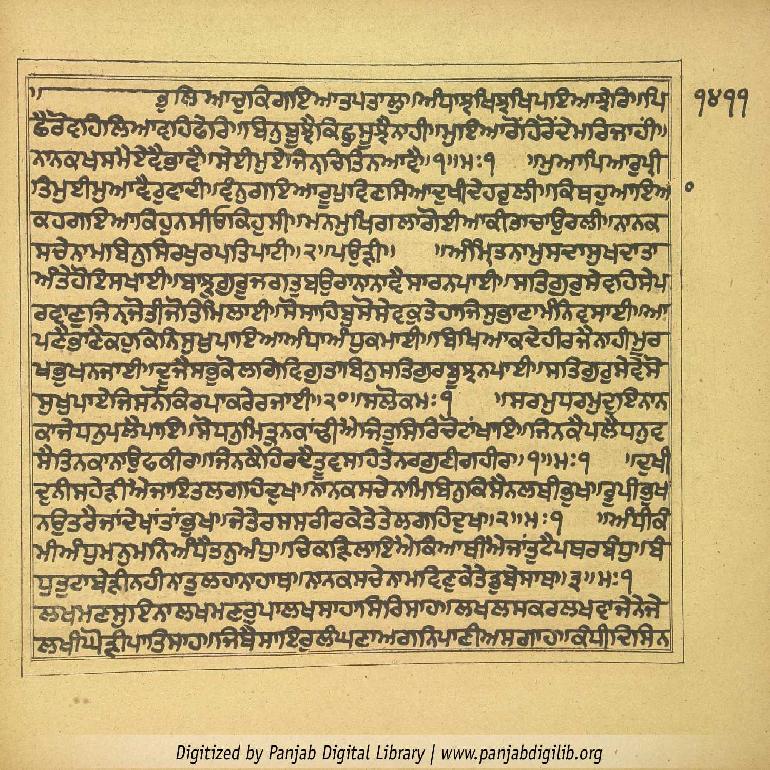 ॥ਭੂਲਿਆਚੁਕਿਗਇਆਤਪਤਾਲੁ॥ਅੰਧਾਝਖਿਝਖਿਪਇਆਝੇਰਿ॥ਪਿ ੧੪੧੧
ਛੈਰੋਵਹਿਲਿਆਵਹਿਫੇਰਿ॥ਬਿਨੁਬੂਝੈਕਿਛੁਸੂਝੈਨਾਹੀ॥ਮੁਇਆਰੋਂਹਿਰੋਂਦੇਮਰਿਜਾਂਹੀ॥
ਨਾਨਕਖਸਮੈਏਵੈਭਾਵੈ॥ਸੇਈਮੁਏਜਿਨਚਿਤਿਨਆਵੈ॥੧॥ਮਃ੧ ॥ਮੁਆਪਿਆਰੁਪ੍ਰੀ
ਤਿਮੁਈਮੁਆਵੈਰੁਵਾਦੀ॥ਵੰਨੁਗਇਆਰੂਪੁਵਿਣਸਿਆਦੁਖੀਦੇਹਰੁਲੀ॥ਕਿਥਹੁਆਇਆ
ਕਹਗਇਆਕਿਹੁਨਸੀਓਕਿਹੁਸੀ॥ਮਨਮੁਖਿਗਲਾਗੋਈਆਕੀਤਾਚਾਉਰਲੀ॥ਨਾਨਕ
ਸਚੇਨਾਮਬਿਨੁਸਿਰਖੁਰਪਤਿਪਾਟੀ॥੨॥ਪਉੜੀ॥ ॥ਅੰਮ੍ਰਿਤਨਾਮੁਸਦਾਸੁਖਦਾਤਾ
ਅੰਤੇਹੋਇਸਖਾਈ॥ਬਾਝੁਗੁਰੂਜਗਤੁਬਉਰਾਨਾਨਾਵੈਸਾਰਨਪਾਈ॥ਸਤਿਗੁਰੁਸੇਵਹਿਸੇਪ
ਰਵਾਣੁਜਿਨਜੋਤੀਜੋਤਿਮਿਲਾਈ॥ਸੋਸਾਹਿਬੁਸੋਸੇਵਕੁਤੇਹਾਜਿਸੁਭਾਣਾਮੰਨਿਵਸਾਈ॥ਆ
ਪਣੈਭਾਣੈਕਹੁਕਿਨਿਸੁਖੁਪਾਇਆਅੰਧਾਅੰਧੁਕਮਾਈ॥ਬਿਖਿਆਕਦੇਹੀਰਜੈਨਾਹੀਮੂਰ
ਖਭੁਖਨਜਾਈ॥ਦੂਜੈਸਭੁਕੋਲਗਿਵਿਗੁਤਾਬਿਨੁਸਤਿਗੁਰਬੂਝਨਪਾਈ॥ਸਤਿਗੁਰੁਸੇਵੇਸੋ
ਸੁਖੁਪਾਏਜਿਸਨੋਕਿਰਪਾਕਰੇਰਜਾਈ॥੨੦॥ਸਲੋਕਮਃ੧ ॥ਸਰਮੁਧਰਮੁਦੁਇਨਾਨ
ਕਾਜੇਧਨੁਪਲੈਪਾਇ॥ਸੋਧਨੁਮਿਤ੍ਰੁਨਕਾਂਢੀਐਜਿਤੁਸਿਰਿਚੋਟਾਂਖਾਇ॥ਜਿਨਕੈਪਲੈਧਨੁਵ
ਸੈਤਿਨਕਾਨਾਉਫਕੀਰ॥ਜਿਨਕੈਹਿਰਦੈਤੂਵਸਹਿਤੇਨਰਗੁਣੀਗਹੀਰ॥੧॥ਮਃ੧ ॥ਦੁਖੀ
ਦੁਨੀਸਹੇੜੀਐਜਾਇਤਲਗਹਿਦੁਖ॥ਨਾਨਕਸਚੇਨਾਮਬਿਨੁਕਿਸੈਨਲਥੀਭੁਖ॥ਰੂਪੀਭੁਖ
ਨਉਤਰੈਜਾਂਦੇਖਾਂਤਾਂਭੁਖ॥ਜੇਤੇਰਸਸਰੀਰਕੇਤੇਤੇਲਗਹਿਦੁਖ॥੨॥ਮਃ੧ ॥ਅੰਧੀਕੰ
ਮੀਅੰਧੁਮਨੁਮਨਿਅੰਧੈਤਨੁਅੰਧੁ॥ਚਿਕੜਿਲਾਇਐਕਿਆਥੀਐਜਾਂਤੁਟੈਪਥਰਬੰਧੁ॥ਬੰ
ਧੁਤੁਟਾਬੇੜੀਨਹੀਨਾਤੁਲਹਾਨਾਹਾਥ॥ਨਾਨਕਸਚੇਨਾਮਵਿਣੁਕੇਤੇਡੁਬੇਸਾਥ॥੩॥ਮਃ੧
ਲਖਮਣਸੁਇਨਾਲਖਮਣਰੁਪਾਲਖਸਾਹਾਸਿਰਿਸਾਹ॥ਲਖਲਸਕਰਲਖਵਾਜੇਨੇਜੇ
ਲਖੀਘੋੜੀਪਾਤਿਸਾਹ॥ਜਿਥੈਸਾਇਰੁਲੰਘਣਾਅਗਨਿਪਾਣੀਅਸਗਾਹ॥ਕੰਧੀਦਿਸਿਨ
Digitized by Panjab Digital Library | www.panjabdigilib.org